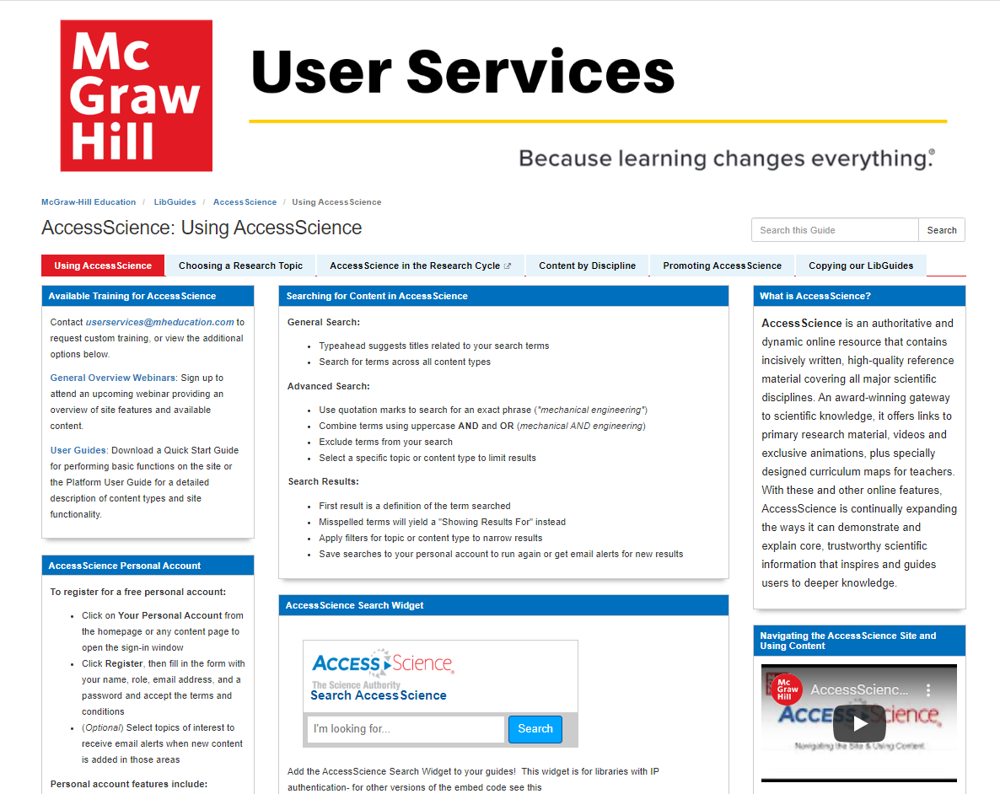 Mc
Graw
Hill
User Services
Because learning changes everything.®
McGraw-Hill Education / LibGuides / AccessScience / Using AccessScience
AccessScience: Using AccessScience
Search this Guide
Search
Using AccessScience
Choosing a Research Topic
AccessScience in the Research Cycle
Content by Discipline
Promoting AccessScience
Copying our LibGuides
Available Training for AccessScience
Contact userservices@mheducation.com to
request custom training, or view the additional
options below.
General Overview Webinars: Sign up to
attend an upcoming webinar providing an
overview of site features and available
content.
User Guides: Download a Quick Start Guide
for performing basic functions on the site or
the Platform User Guide for a detailed
description of content types and site
functionality.
AccessScience Personal Account
To register for a free personal account:
• Click on Your Personal Account from
the homepage or any content page to
open the sign-in window
• Click Register, then fill in the form with
your name, role, email address, and a
password and accept the terms and
conditions
• (Optional) Select topics of interest to
receive email alerts when new content
is added in those areas
Personal account features include:
Searching for Content in AccessScience
General Search:
• Typeahead suggests titles related to your search terms
• Search for terms across all content types
Advanced Search:
• Use quotation marks to search for an exact phrase ("mechanical engineering")
• Combine terms using uppercase AND and OR (mechanical AND engineering)
• Exclude terms from your search
• Select a specific topic or content type to limit results
Search Results:
• First result is a definition of the term searched
• Misspelled terms will yield a "Showing Results For" instead
• Apply filters for topic or content type to narrow results
• Save searches to your personal account to run again or get email alerts for new results
AccessScience Search Widget
ACCESS Science®
The Science Authority
Search AccessScience
I'm looking for...
Search
Add the AccessScience Search Widget to your guides! This widget is for libraries with IP
authentication- for other versions of the embed code see this
What is AccessScience?
AccessScience is an authoritative and
dynamic online resource that contains
incisively written, high-quality reference
material covering all major scientific
disciplines. An award-winning gateway
to scientific knowledge, it offers links to
primary research material, videos and
exclusive animations, plus specially
designed curriculum maps for teachers.
With these and other online features,
AccessScience is continually expanding
the ways it can demonstrate and
explain core, trustworthy scientific
information that inspires and guides
users to deeper knowledge.
Navigating the AccessScience Site and
Using Content
Mc
Graw
Hill
AccessScienc...
ACCESS Science
Navigating the Site & Using Content